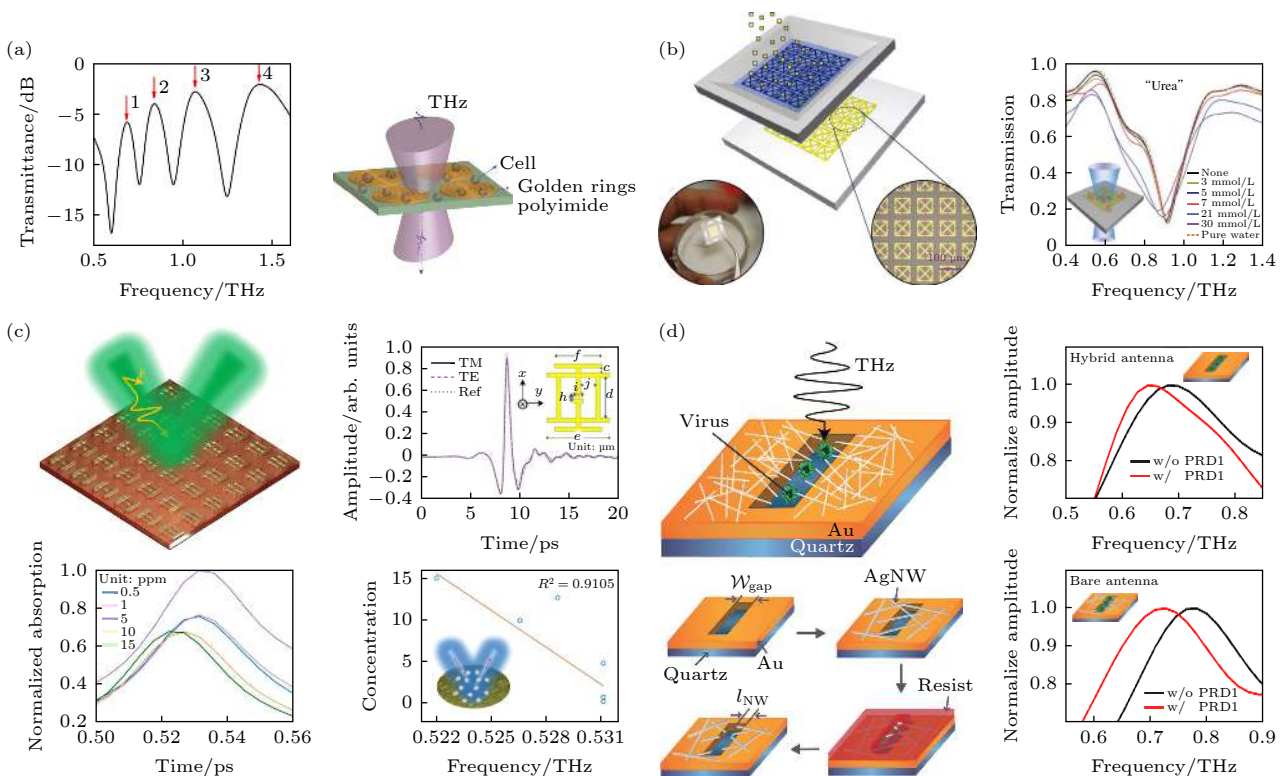 (a)
0
−5
−10
−15
1
2
3
4
Transmittance/dB
0.5
1.0
1.5
Frequency/THz
THz
Cell
Golden rings
polyimide
(b)
100 μm
1.0
0.8
0.6
0.4
0.2
0
Transmission
"Urea"
None
3 mmol/L
5 mmol/L
7 mmol/L
21 mmol/L
30 mmol/L
Pure water
0.4
0.6
0.8
1.0
1.2
1.4
Frequency/THz
(c)
Amplitude/arb. units
1.0
0.8
0.6
0.4
0.2
0
−0.2
−0.4
TM
TE
Ref
x
y
f
c
i
j
h
d
e
Unit: μm
0
5
10
15
20
Time/ps
Normalized absorption
1.0
0.8
0.6
0.4
0.2
Unit: ppm
0.5
1
5
10
15
0.50
0.52
0.54
0.56
Time/ps
Concentration
15
10
5
0
R² = 0.9105
0.522
0.525
0.528
0.531
Frequency/THz
(d)
THz
Virus
Au
Quartz
Wgap
AgNW
Quartz
Au
Resist
lNW
Normalize amplitude
Hybrid antenna
1.0
0.9
0.8
w/o PRD1
w/ PRD1
0.5
0.6
0.7
0.8
Frequency/THz
Normalize amplitude
Bare antenna
1.0
0.9
0.8
w/o PRD1
w/ PRD1
0.6
0.7
0.8
0.9
Frequency/THz